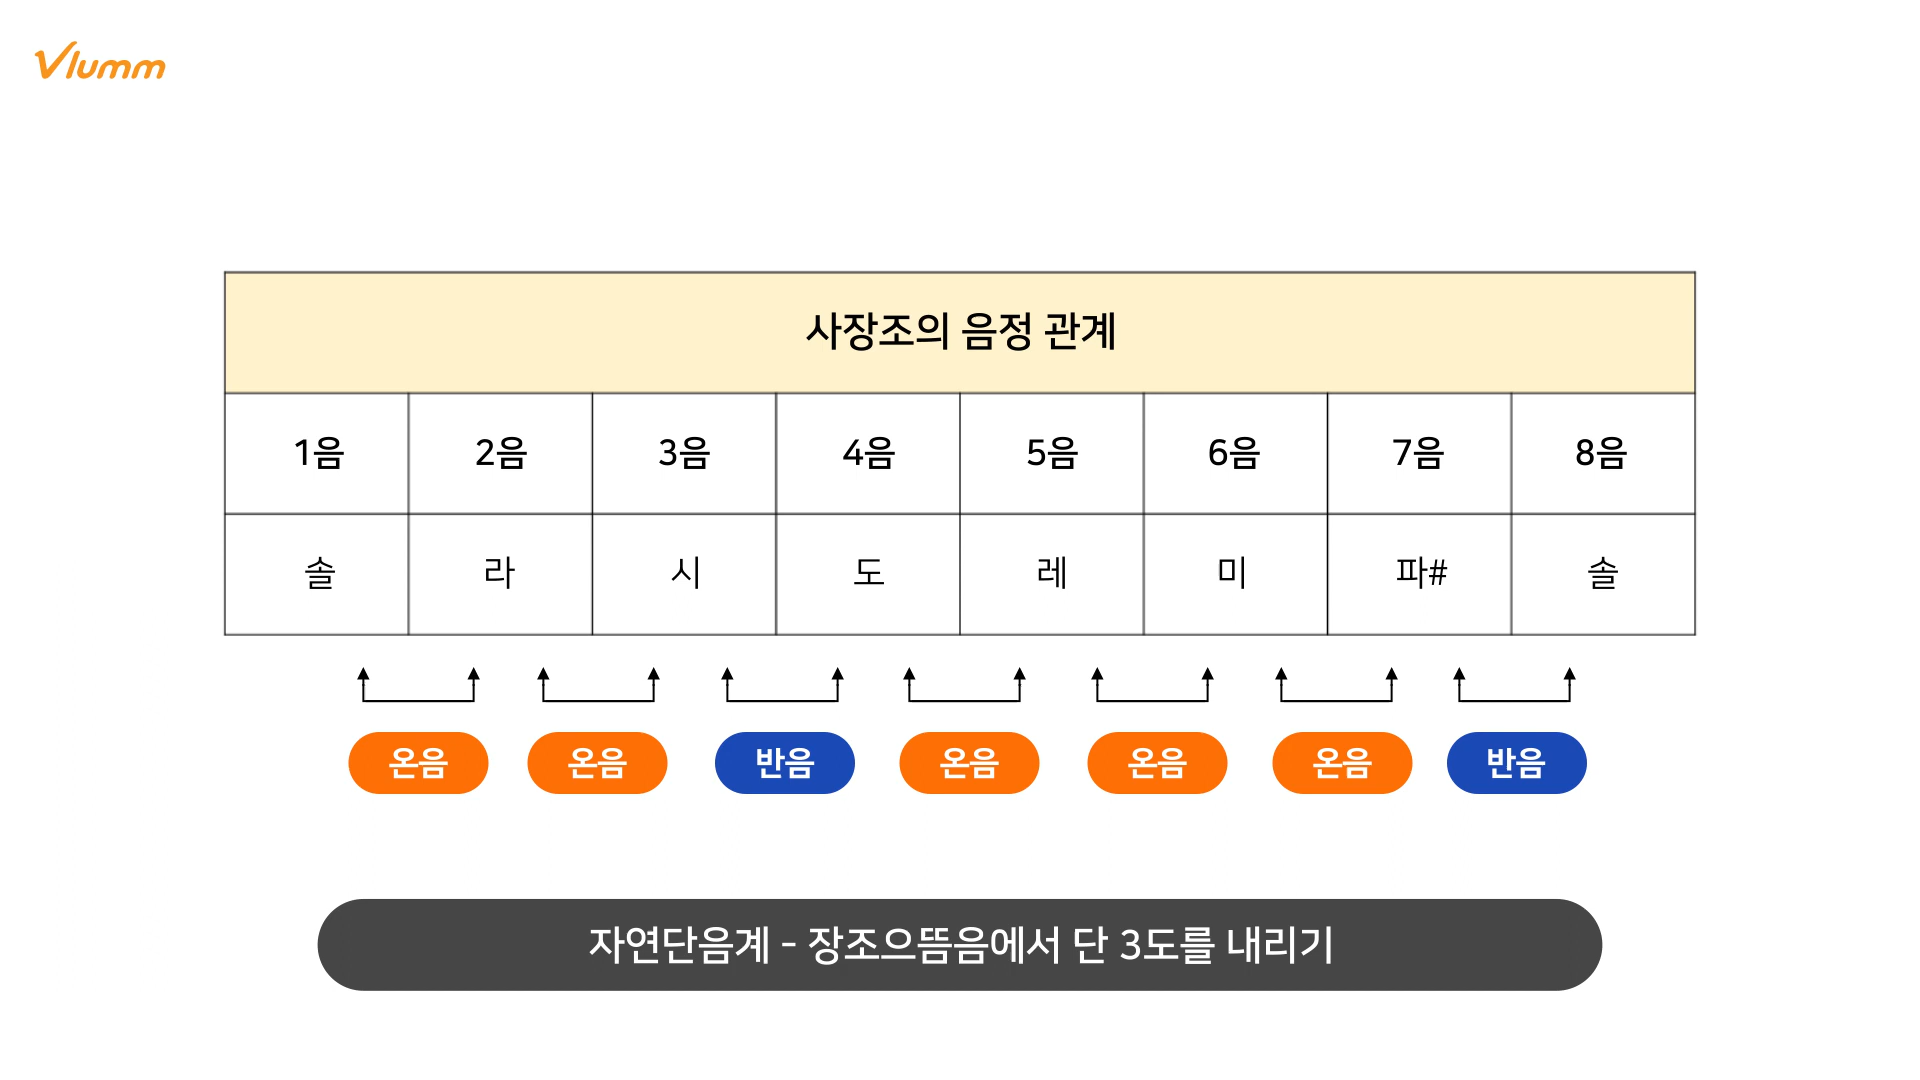 Vlumm
사장조의 음정 관계
1음 2음 3음 4음 5음 6음 7음 8음
솔 라 시 도 레 미 파# 솔
온음 온음 반음 온음 온음 온음 반음
자연단음계 - 장조으뜸음에서 단 3도를 내리기